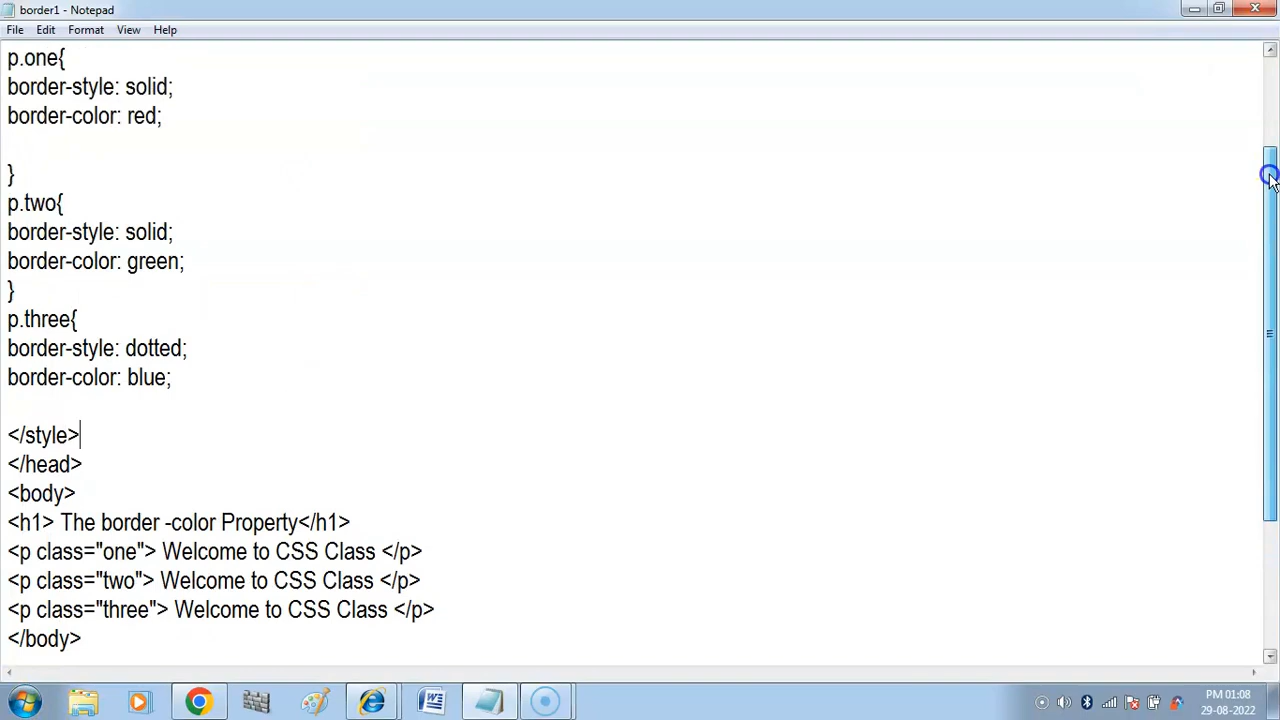 border1 - Notepad
File Edit Format View Help
p.one{
border-style: solid;
border-color: red;
}
p.two{
border-style: solid;
border-color: green;
}
p.three{
border-style: dotted;
border-color: blue;
</style>
</head>
<body>
<h1> The border -color Property</h1>
<p class="one"> Welcome to CSS Class </p>
<p class="two"> Welcome to CSS Class </p>
<p class="three"> Welcome to CSS Class </p>
</body>
PM 01:08
29-08-2022